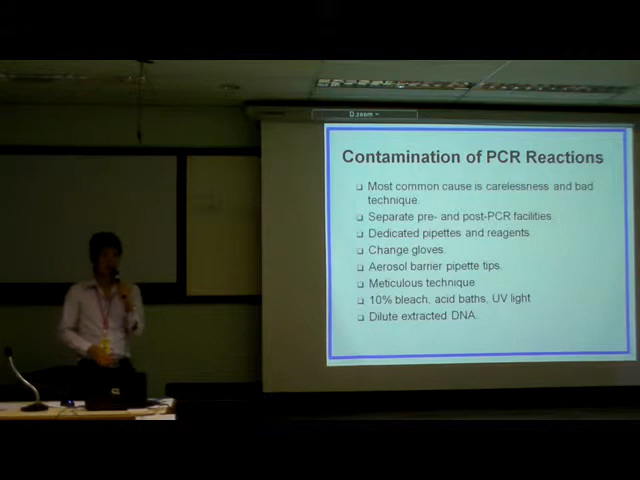 D.zoom
Contamination of PCR Reactions
❑ Most common cause is carelessness and bad
technique.
❑ Separate pre- and post-PCR facilities.
❑ Dedicated pipettes and reagents.
❑ Change gloves.
❑ Aerosol barrier pipette tips.
❑ Meticulous technique
❑ 10% bleach, acid baths, UV light
❑ Dilute extracted DNA.